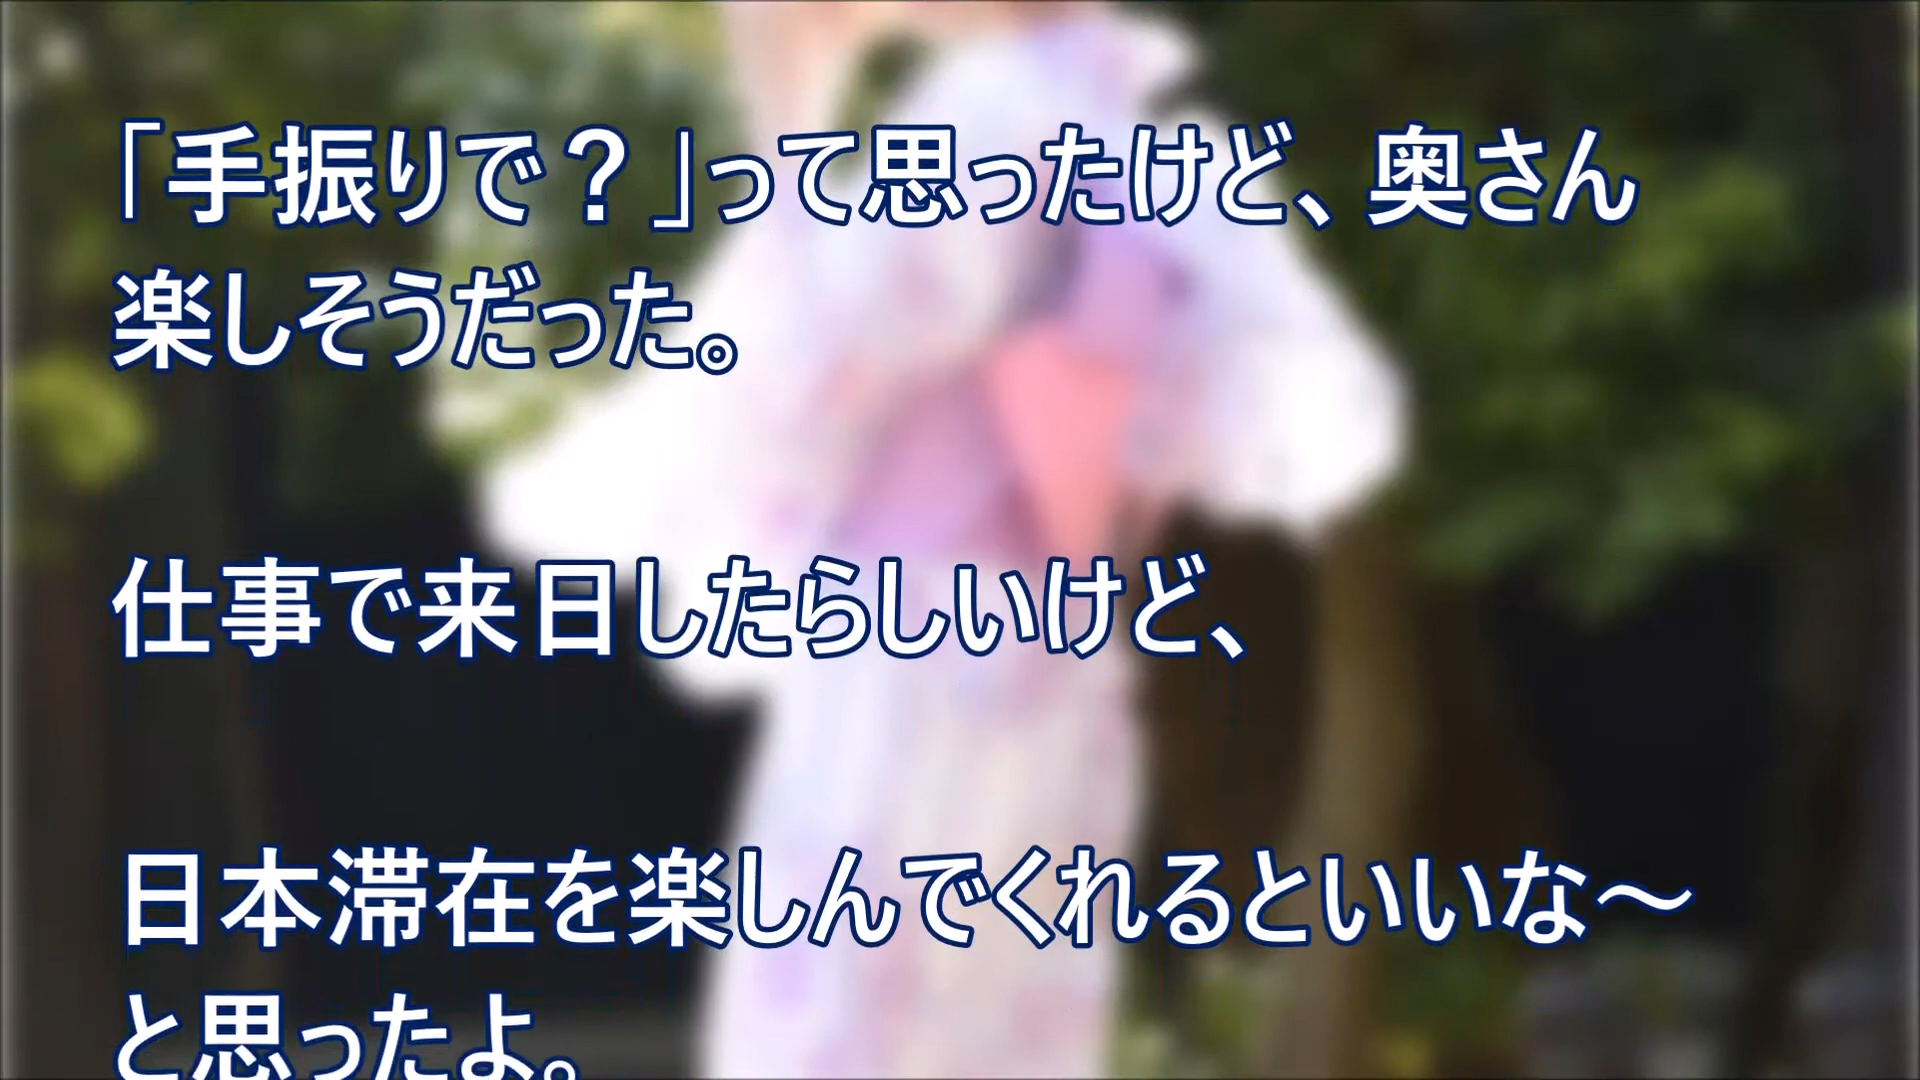 「手振りで？」って思ったけど、奥さん
楽しそうだった。
仕事で来日したらしいけど、
日本滞在を楽しんでくれるといいな～
と思ったよ。